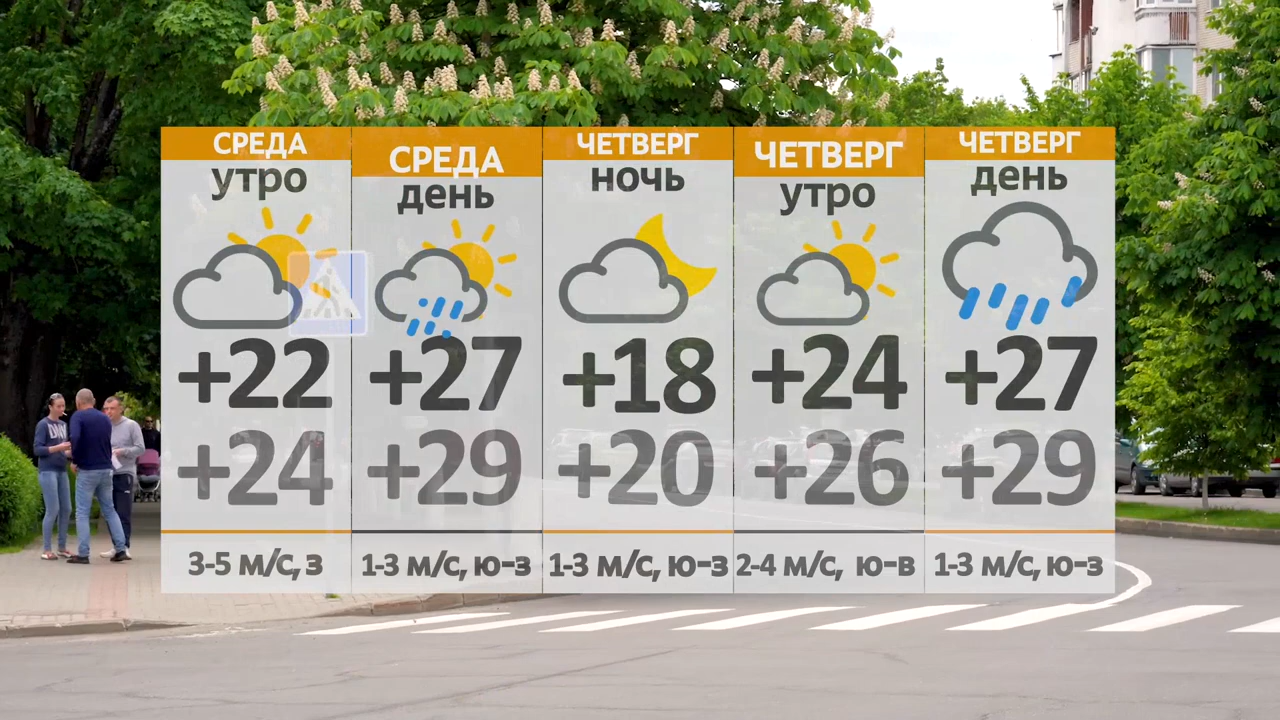 СРЕДА
утро
+22
+24
3-5 м/с, з
СРЕДА
день
+27
+29
1-3 м/с, ю-з
ЧЕТВЕРГ
ночь
+18
+20
1-3 м/с, ю-з
ЧЕТВЕРГ
утро
+24
+26
2-4 м/с, ю-в
ЧЕТВЕРГ
день
+27
+29
1-3 м/с, ю-з